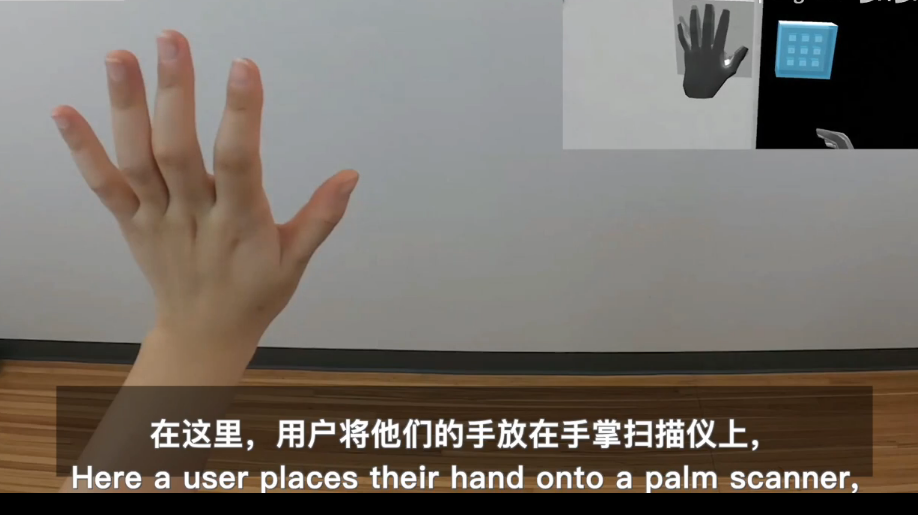 在这里，用户将他们的手放在手掌扫描仪上，
Here a user places their hand onto a palm scanner,